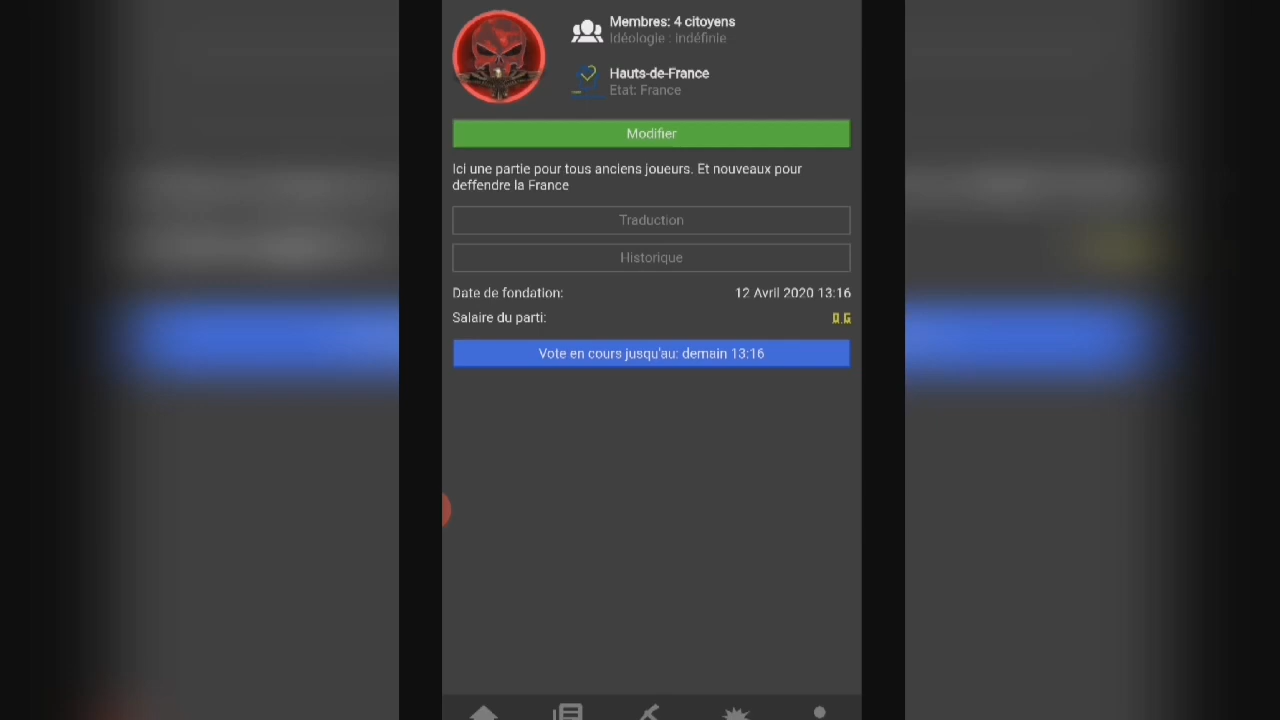 Membres: 4 citoyens
Idéologie : indéfinie
Hauts-de-France
Etat: France
Modifier
Ici une partie pour tous anciens joueurs. Et nouveaux pour
deffendre la France
Traduction
Historique
Date de fondation: 12 Avril 2020 13:16
Salaire du parti: 0 G
Vote en cours jusqu'au: demain 13:16